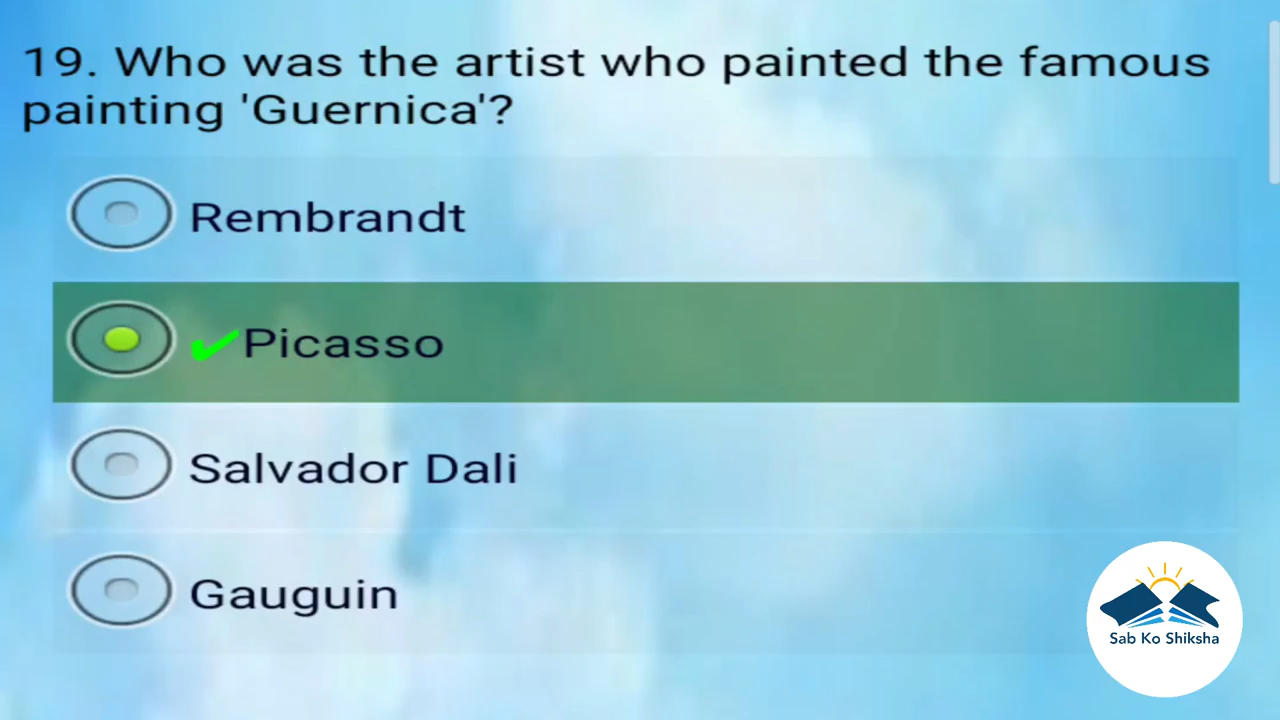 19. Who was the artist who painted the famous
painting 'Guernica'?
Rembrandt
✔Picasso
Salvador Dali
Gauguin
Sab Ko Shiksha